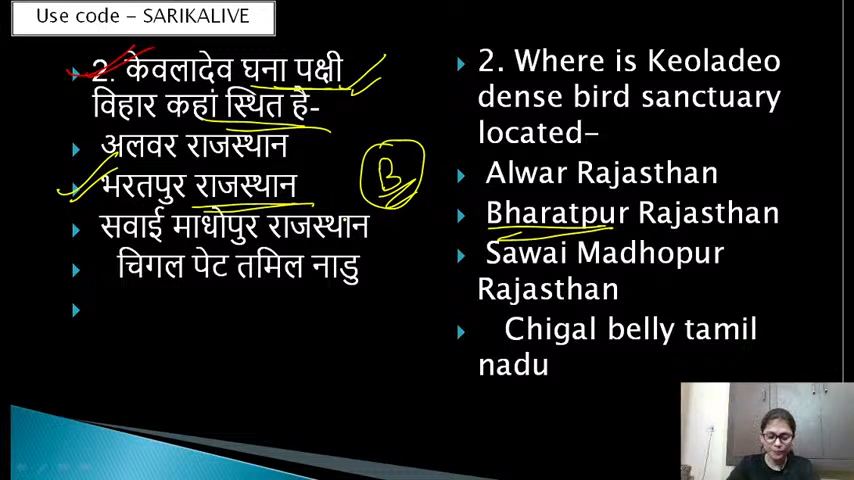 Use code – SARIKALIVE
2. केवलादेव घना पक्षी
विहार कहां स्थित है-
अलवर राजस्थान
भरतपुर राजस्थान
सवाई माधोपुर राजस्थान
चिगल पेट तमिल नाडु
B
2. Where is Keoladeo
dense bird sanctuary
located–
Alwar Rajasthan
Bharatpur Rajasthan
Sawai Madhopur
Rajasthan
Chigal belly tamil
nadu